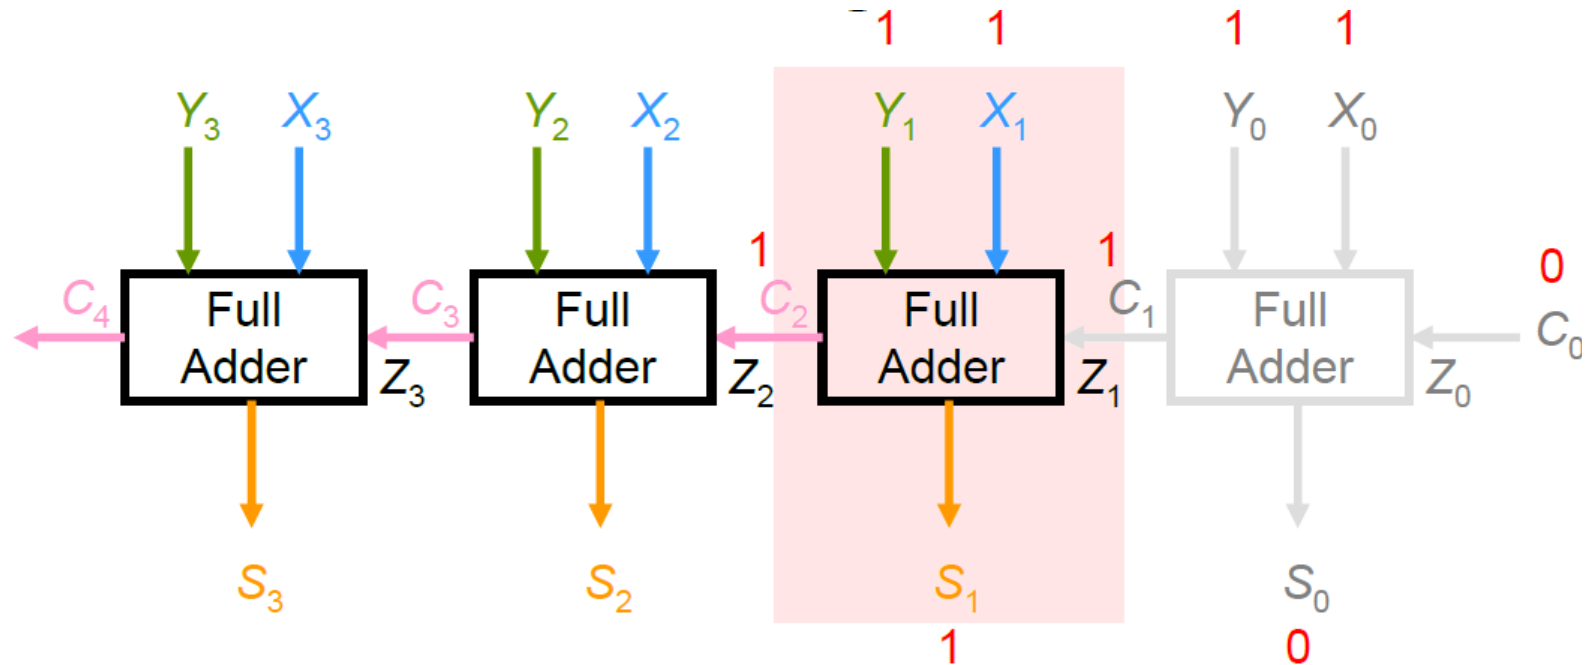 1 1 1 1
Y3 X3 Y2 X2 Y1 X1 Y0 X0
1 1 0
C4 Full Adder C3 Full Adder C2 Full Adder C1 Full Adder C0
Z3 Z2 Z1 Z0
S3 S2 S1 S0
1 0